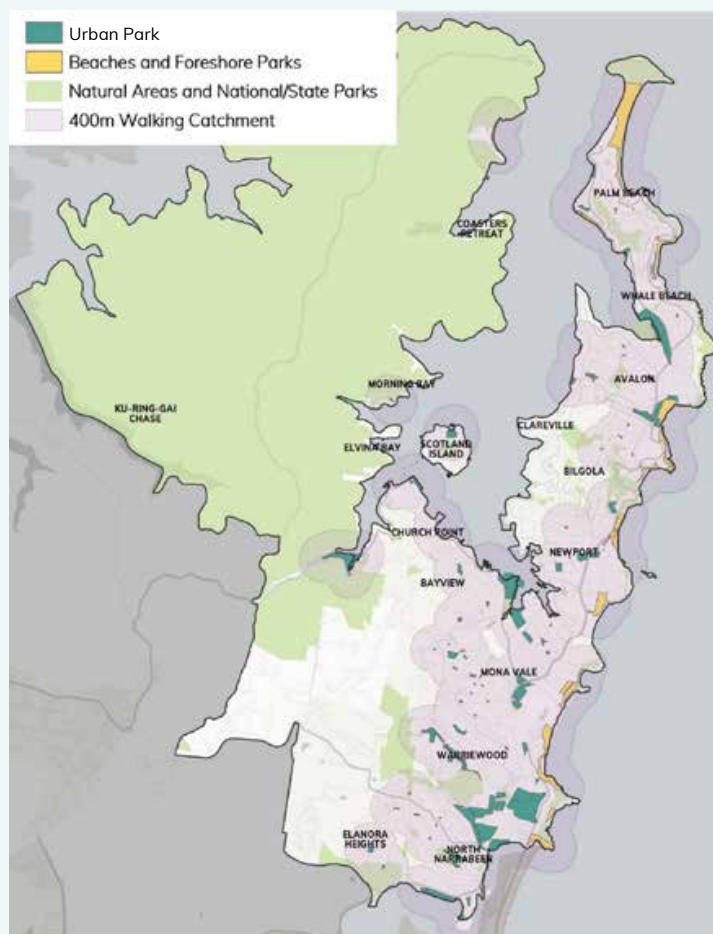 Urban Park
Beaches and Foreshore Parks
Natural Areas and National/State Parks
400m Walking Catchment
PALM BEACH
COASTERS
RETREAT
WHALE BEACH
AVALON
MORNING BAY
KU-RING-GAI
CHASE
CLAREVILLE
ELVINA BAY
SCOTLAND
ISLAND
BILGOLA
CHURCH POINT
NEWPORT
BAYVIEW
MONA VALE
WARRIEWOOD
ELANORA
HEIGHTS
NORTH
NARRABEEN